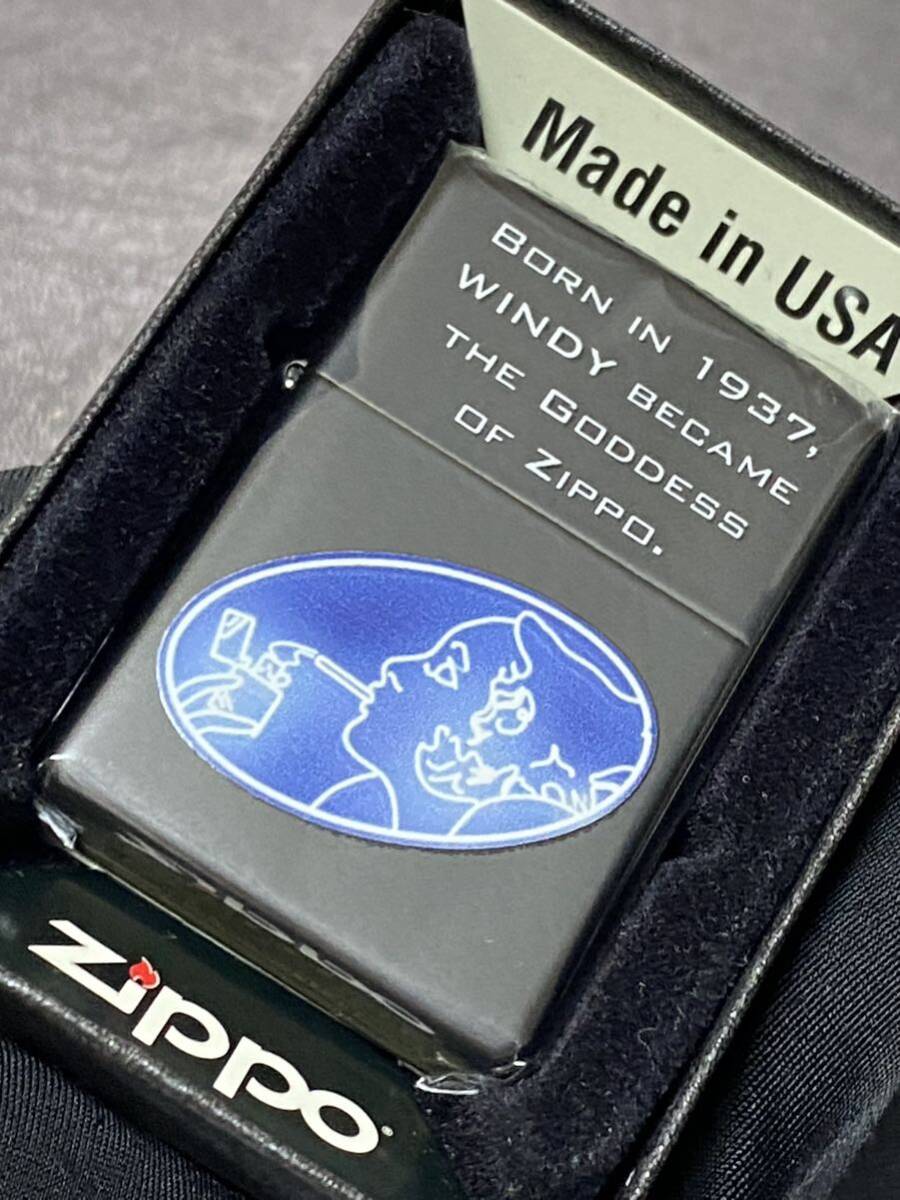 Made in USA
BORN IN 1937,
WINDY BECAME
THE GODDESS
OF ZIPPO.
zippo®